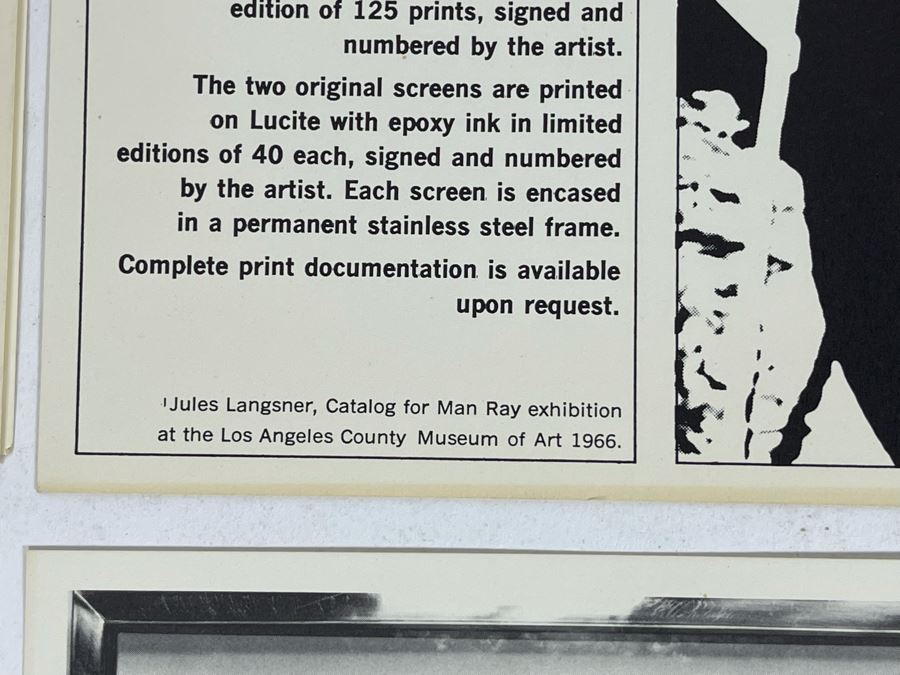 edition of 125 prints, signed and
numbered by the artist.
The two original screens are printed
on Lucite with epoxy ink in limited
editions of 40 each, signed and numbered
by the artist. Each screen is encased
in a permanent stainless steel frame.
Complete print documentation is available
upon request.
¹Jules Langsner, Catalog for Man Ray exhibition
at the Los Angeles County Museum of Art 1966.